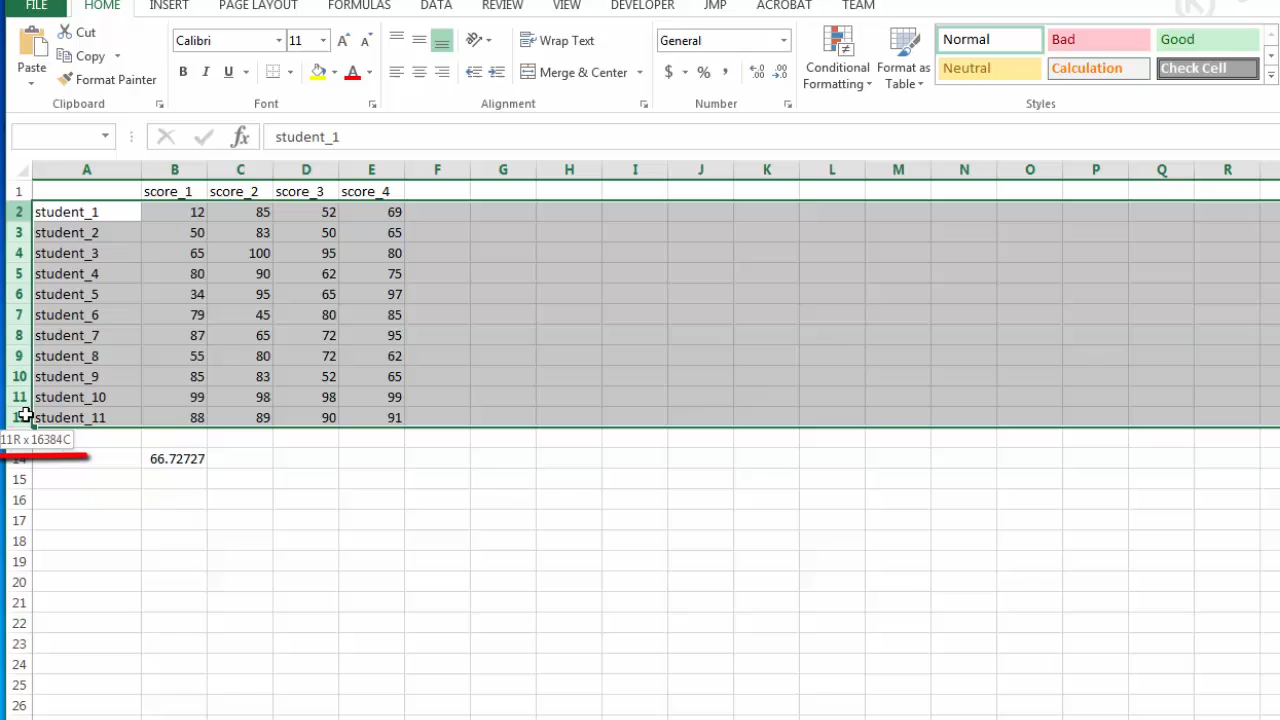 FILE HOME INSERT PAGE LAYOUT FORMULAS DATA REVIEW VIEW DEVELOPER JMP ACROBAT TEAM
Cut
Copy
Format Painter
Paste
Clipboard
Calibri 11
B I U A
Font
Wrap Text
Merge & Center
Alignment
General
$ % ,
Number
Conditional Formatting
Format as Table
Normal Bad Good
Neutral Calculation Check Cell
Styles
fx student_1
A B C D E F G H I J K L M N O P Q R
1 score_1 score_2 score_3 score_4
2 student_1 12 85 52 69
3 student_2 50 83 50 65
4 student_3 65 100 95 80
5 student_4 80 90 62 75
6 student_5 34 95 65 97
7 student_6 79 45 80 85
8 student_7 87 65 72 95
9 student_8 55 80 72 62
10 student_9 85 83 52 65
11 student_10 99 98 98 99
student_11 88 89 90 91
11R x 16384C
14 66.72727
15
16
17
18
19
20
21
22
23
24
25
26